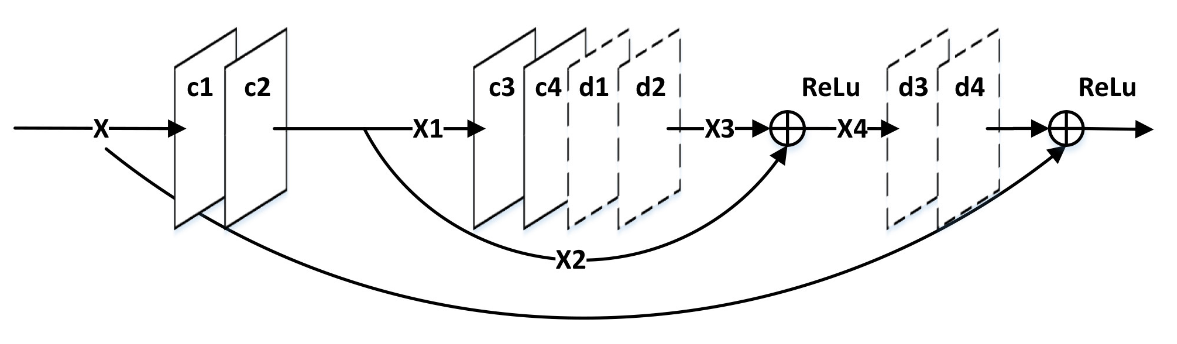 c1 c2 c3 c4 d1 d2 ReLu d3 d4 ReLu
X X1 X3 X4
X2